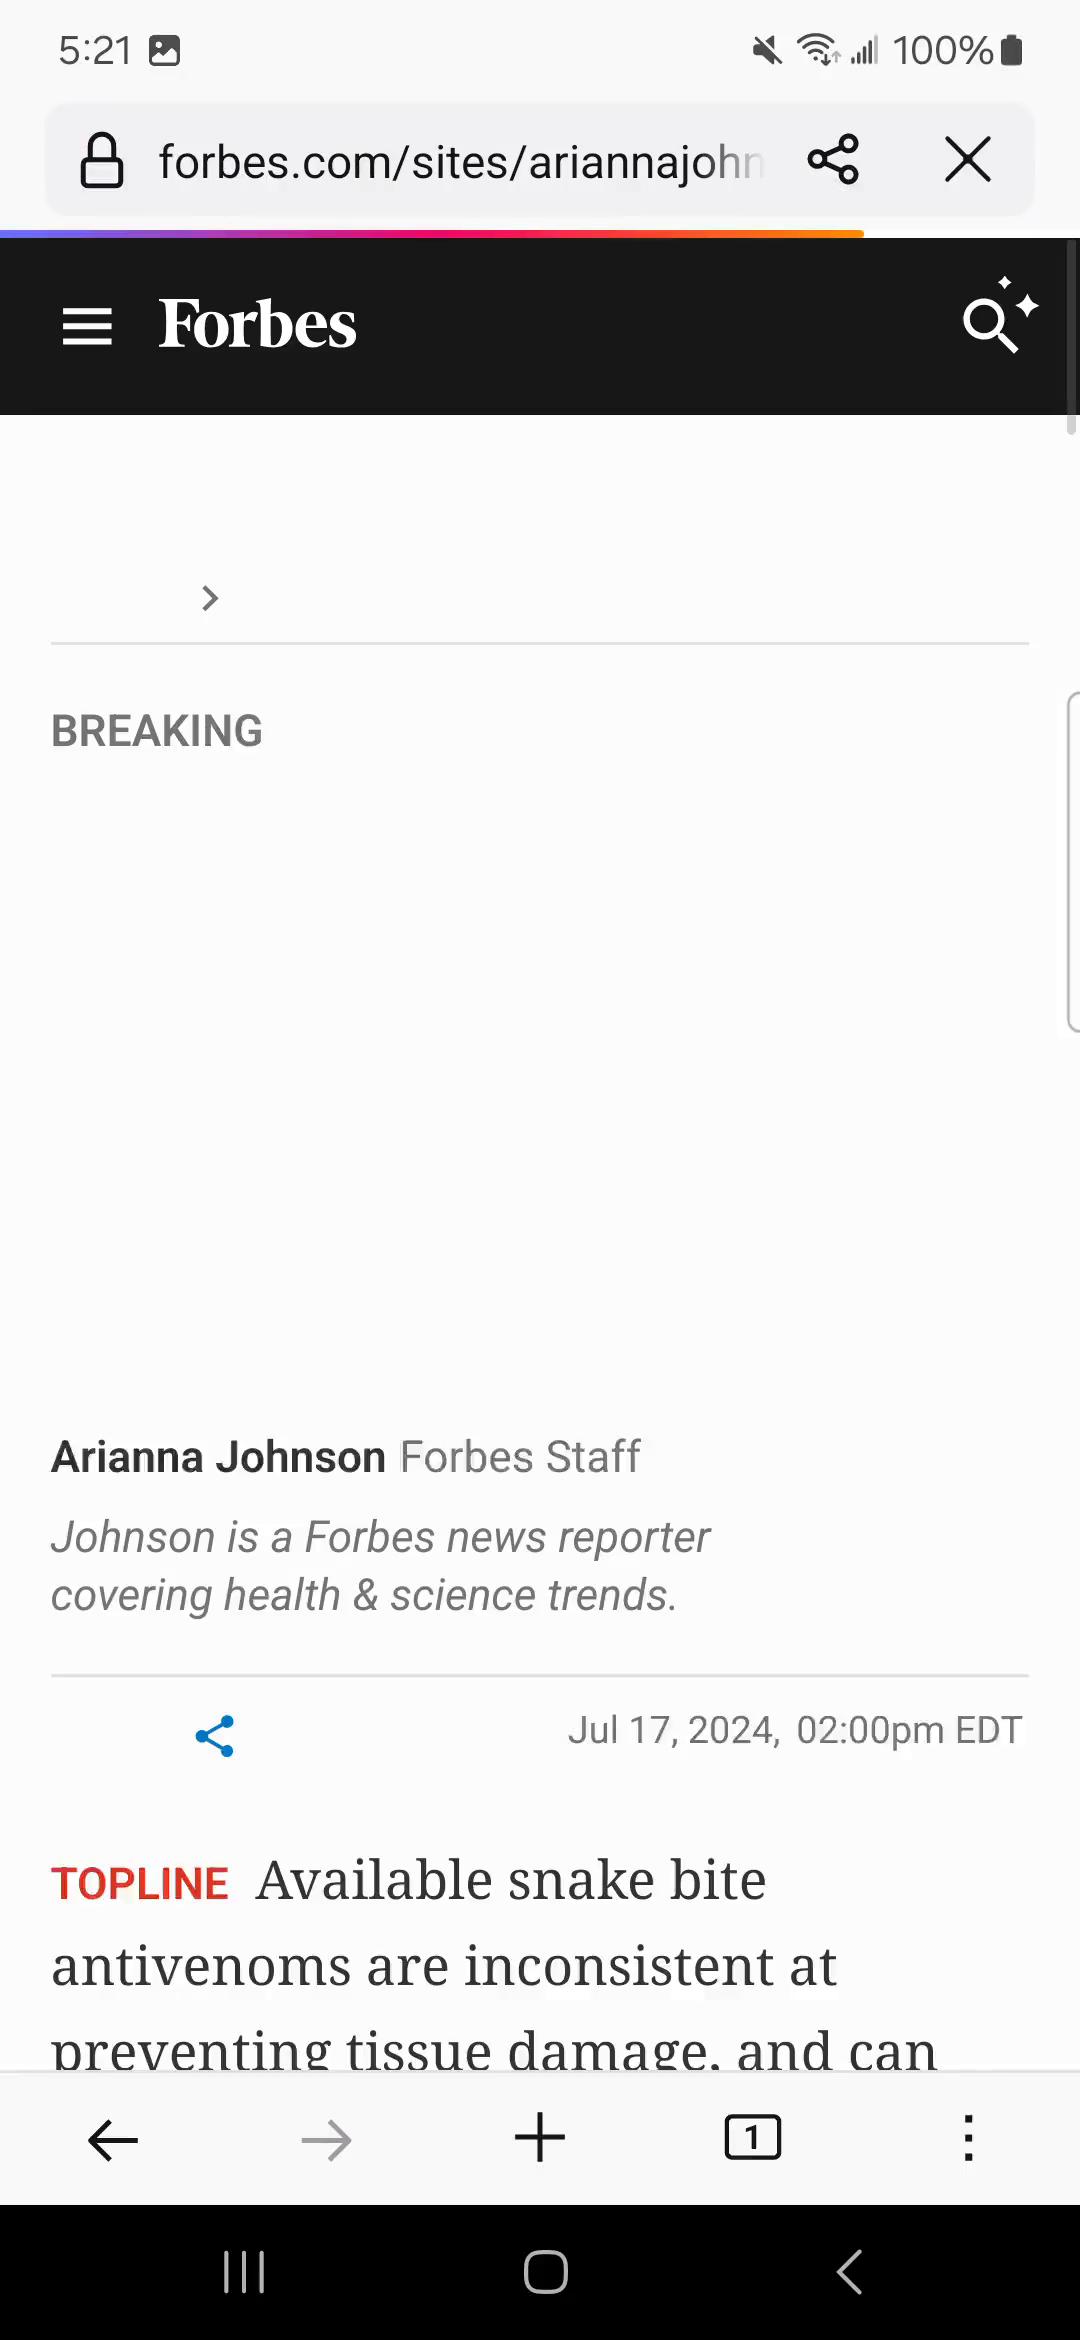 5:21
100%
forbes.com/sites/ariannajohn
Forbes
BREAKING
Arianna Johnson Forbes Staff
Johnson is a Forbes news reporter
covering health & science trends.
Jul 17, 2024, 02:00pm EDT
TOPLINE Available snake bite
antivenoms are inconsistent at
preventing tissue damage, and can
1